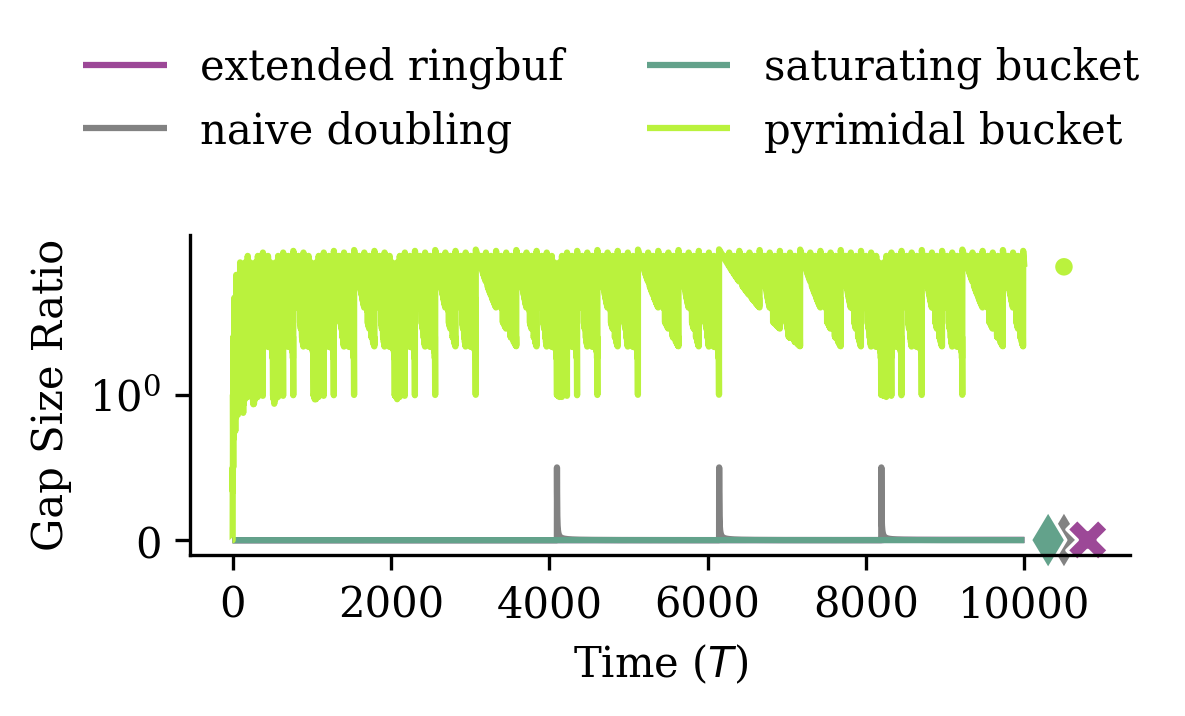 extended ringbuf
naive doubling
saturating bucket
pyrimidal bucket
Gap Size Ratio
10⁰
0
0 2000 4000 6000 8000 10000
Time (T)